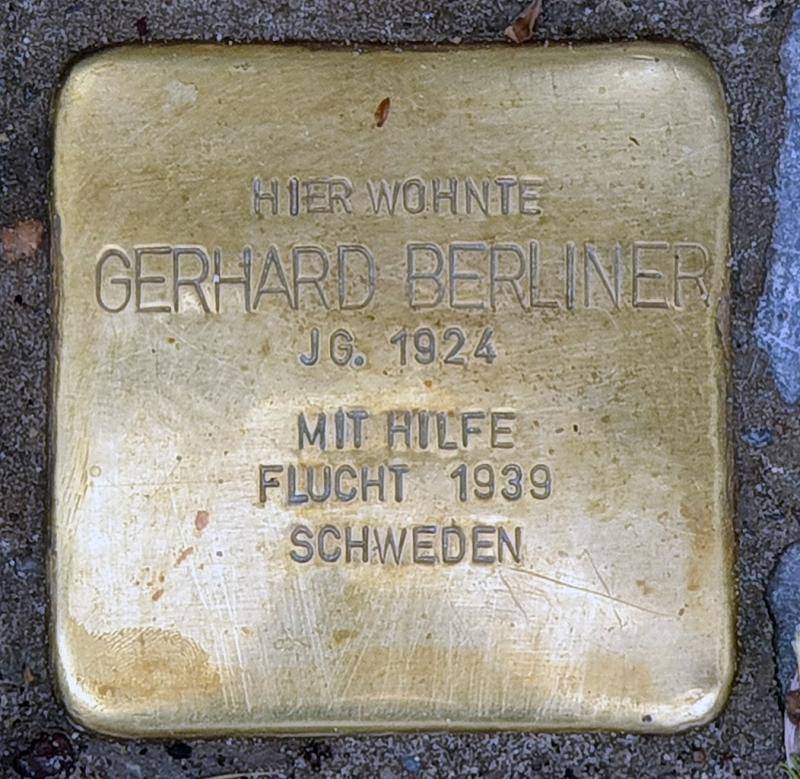 HIER WOHNTE
GERHARD BERLINER
JG. 1924
MIT HILFE
FLUCHT 1939
SCHWEDEN